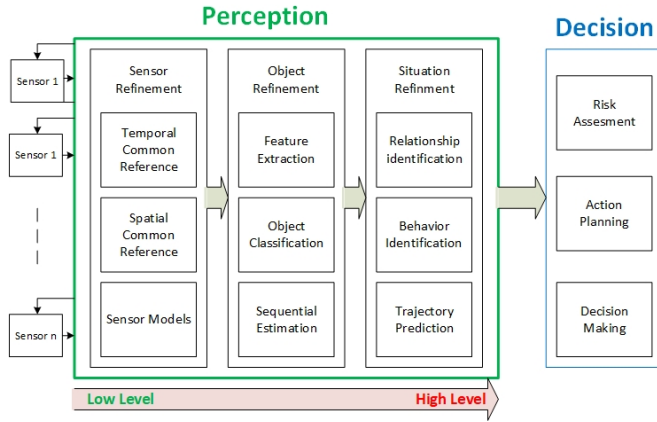 Perception
Decision
Sensor 1
Sensor 1
Sensor n
Sensor
Refinement
Temporal
Common
Reference
Spatial
Common
Reference
Sensor Models
Object
Refinement
Feature
Extraction
Object
Classification
Sequential
Estimation
Situation
Refinment
Relationship
identification
Behavior
Identification
Trajectory
Prediction
Risk
Assesment
Action
Planning
Decision
Making
Low Level
High Level